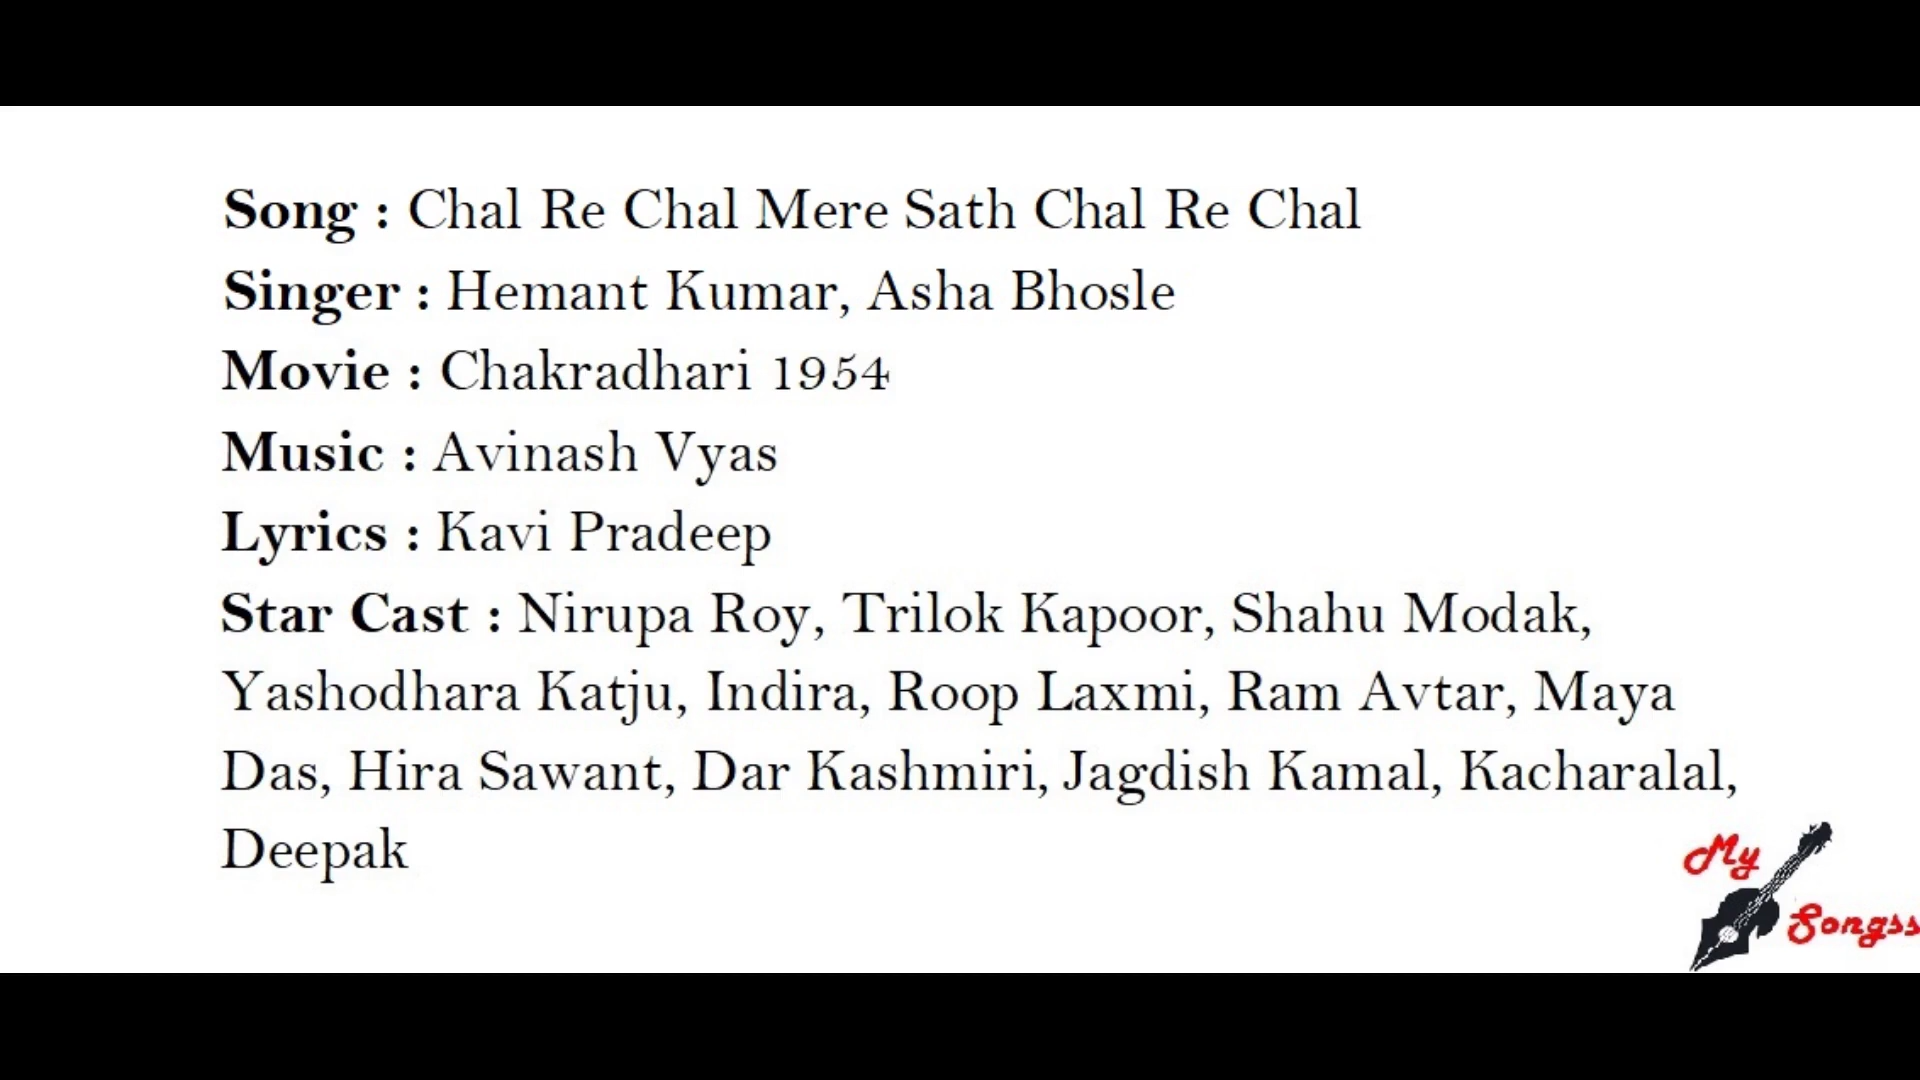 Song : Chal Re Chal Mere Sath Chal Re Chal
Singer : Hemant Kumar, Asha Bhosle
Movie : Chakradhari 1954
Music : Avinash Vyas
Lyrics : Kavi Pradeep
Star Cast : Nirupa Roy, Trilok Kapoor, Shahu Modak,
Yashodhara Katju, Indira, Roop Laxmi, Ram Avtar, Maya
Das, Hira Sawant, Dar Kashmiri, Jagdish Kamal, Kacharalal,
Deepak
My
Songss